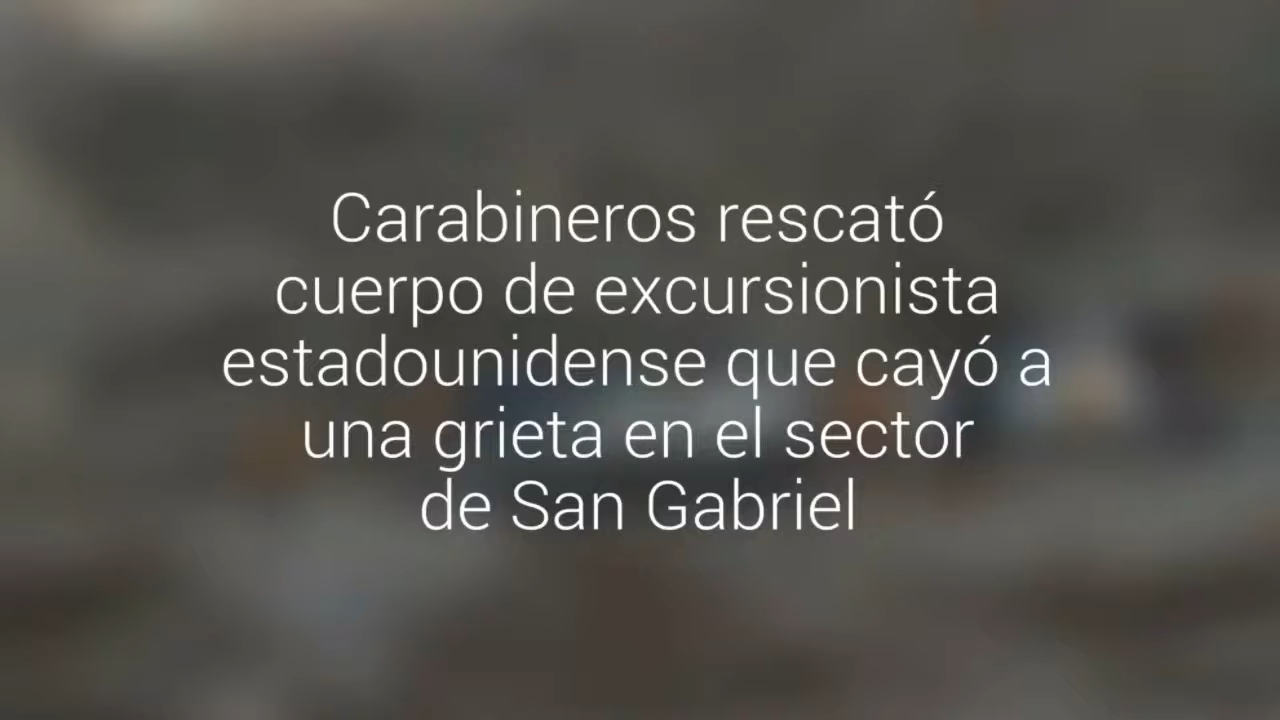 Carabineros rescató
cuerpo de excursionista
estadounidense que cayó a
una grieta en el sector
de San Gabriel